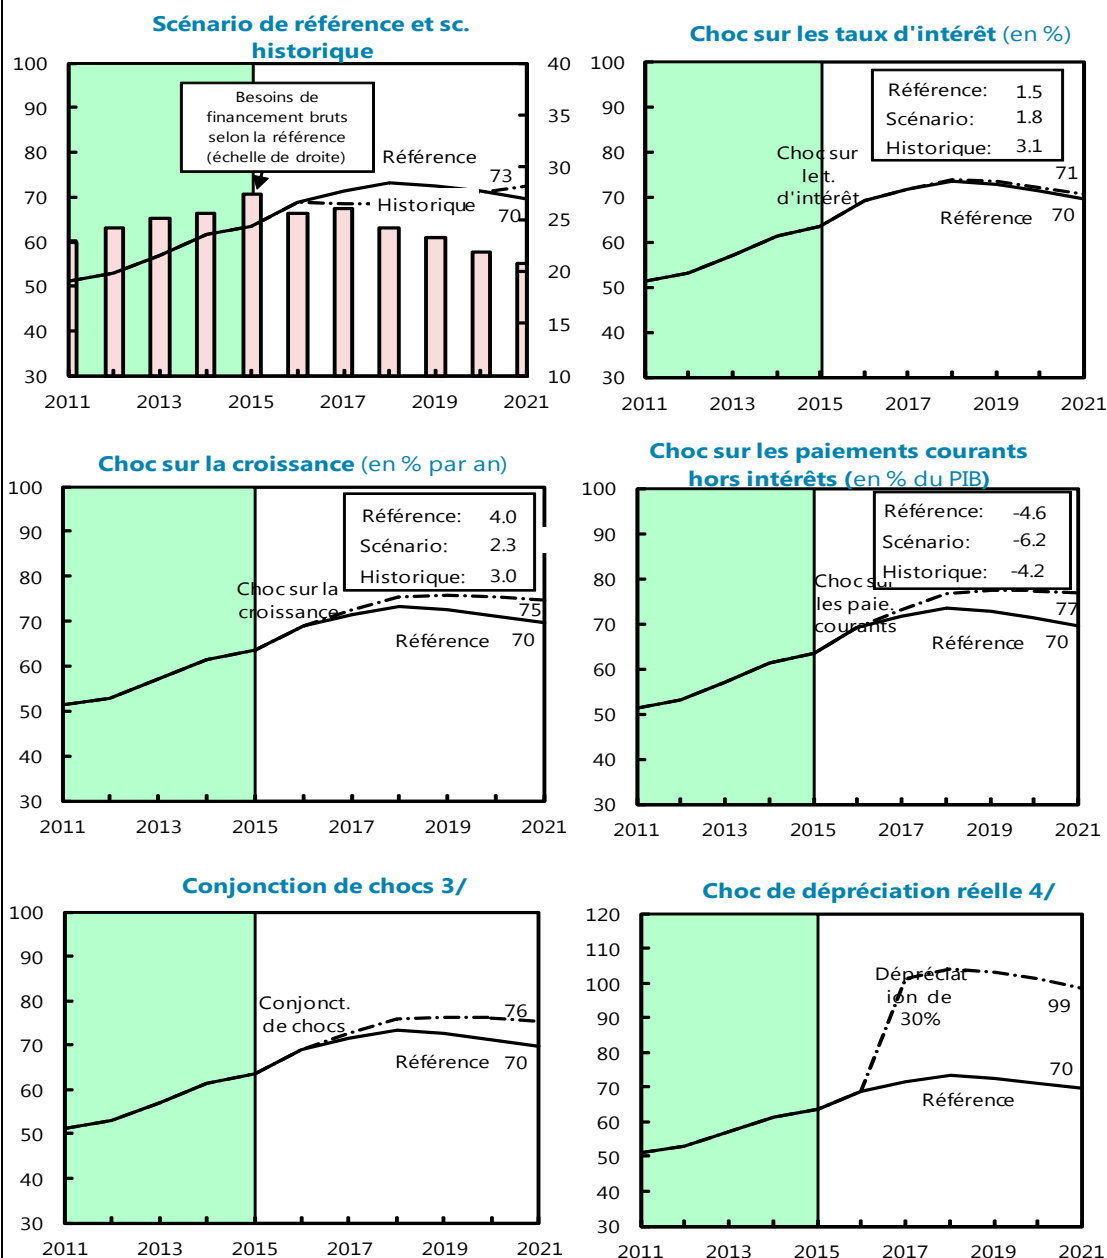 Scénario de référence et sc.
historique
100
90
80
70
60
50
40
30
40
35
30
25
20
15
10
Besoins de
financement bruts
selon la référence
(échelle de droite)
Référence
73
Historique
70
2011 2013 2015 2017 2019 2021
Choc sur les taux d'intérêt (en %)
100
90
80
70
60
50
40
30
Référence: 1.5
Scénario: 1.8
Historique: 3.1
Choc sur
le t.
d'intérêt
71
Référence 70
2011 2013 2015 2017 2019 2021
Choc sur la croissance (en % par an)
100
90
80
70
60
50
40
30
Référence: 4.0
Scénario: 2.3
Historique: 3.0
Choc sur la
croissance
75
Référence 70
2011 2013 2015 2017 2019 2021
Choc sur les paiements courants
hors intérêts (en % du PIB)
100
90
80
70
60
50
40
30
Référence: -4.6
Scénario: -6.2
Historique: -4.2
Choc sur
les paie.
courants
77
Référence 70
2011 2013 2015 2017 2019 2021
Conjonction de chocs 3/
100
90
80
70
60
50
40
30
Conjonct.
de chocs
76
Référence 70
2011 2013 2015 2017 2019 2021
Choc de dépréciation réelle 4/
120
110
100
90
80
70
60
50
40
30
Dépréciat
ion de
30%
99
70
Référence
2011 2013 2015 2017 2019 2021